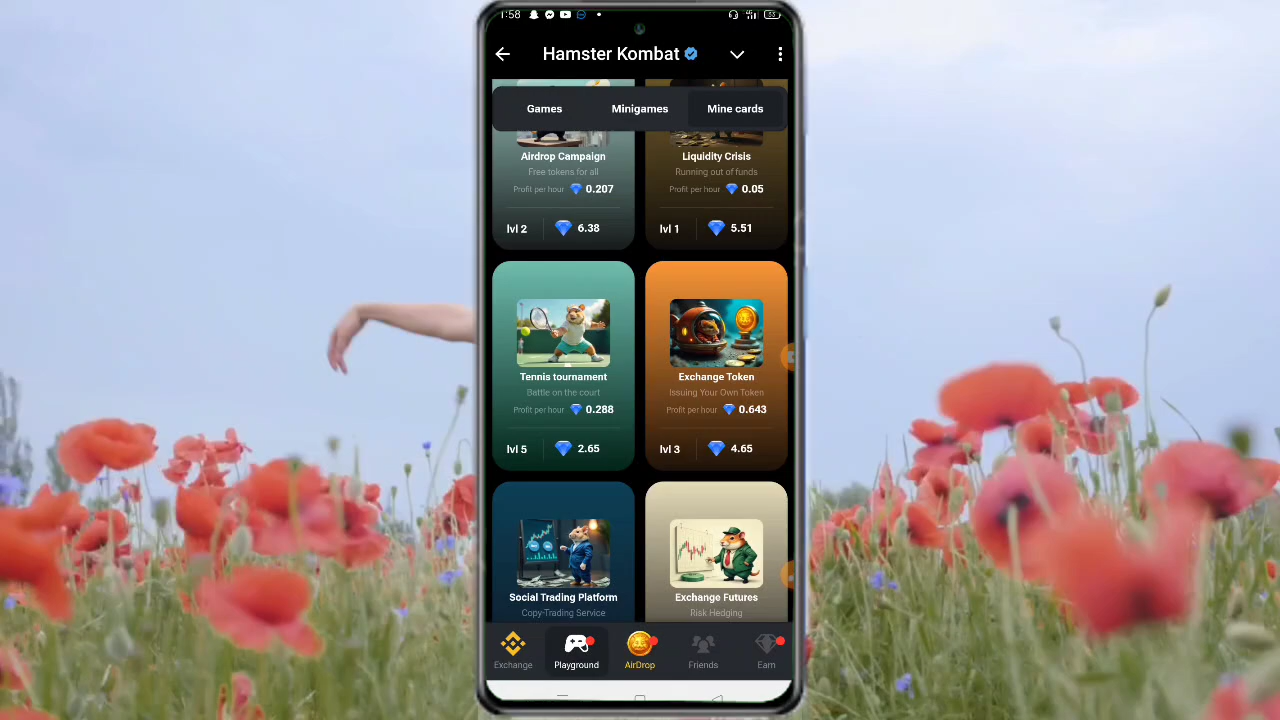 1:58
53
Hamster Kombat
Games Minigames Mine cards
Airdrop Campaign
Free tokens for all
Profit per hour 0.207
lvl 2 6.38
Liquidity Crisis
Running out of funds
Profit per hour 0.05
lvl 1 5.51
Tennis tournament
Battle on the court
Profit per hour 0.288
lvl 5 2.65
Exchange Token
Issuing Your Own Token
Profit per hour 0.643
lvl 3 4.65
Social Trading Platform
Copy-Trading Service
Exchange Futures
Risk Hedging
Exchange Playground AirDrop Friends Earn